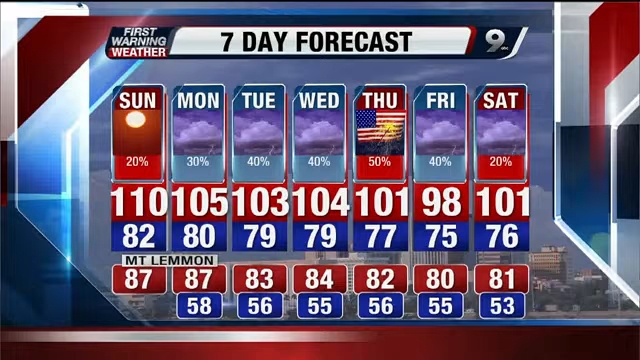 FIRST
WARNING
WEATHER
7 DAY FORECAST
9 abc
SUN MON TUE WED THU FRI SAT
20% 30% 40% 40% 50% 40% 20%
110 105 103 104 101 98 101
82 80 79 79 77 75 76
MT LEMMON
87 87 83 84 82 80 81
58 56 55 56 55 53